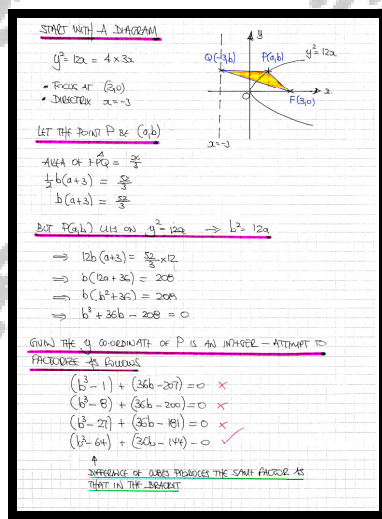 START WITH A DIAGRAM
y² = 12x = 4×3x
• FOCUS AT (3,0)
• DIRECTRIX x = -3
y
Q(-3,b)
P(a,b)
y² = 12x
O
F(3,0)
x
x = -3
LET THE POINT P BE (a,b)
AREA OF FPQ =
½b(a+3) = 
b(a+3) = 52/3
BUT P(a,b) LIES ON y² = 12x → b² = 12a
⇒ 12b(a+3) = 52/3 × 12
⇒ b(12a+36) = 208
⇒ b(b²+36) = 208
⇒ b³ + 36b - 208 = 0
GIVEN THE y CO-ORDINATE OF P IS AN INTEGER – ATTEMPT TO
FACTORIZE AS FOLLOWS
(b³ - 1) + (36b - 207) = 0 ×
(b³ - 8) + (36b - 200) = 0 ×
(b³ - 27) + (36b - 181) = 0 ×
(b³ - 64) + (36b - 144) = 0 ✓
↑
DIFFERENCE OF CUBES PRODUCES THE SAME FACTOR AS
THAT IN THE BRACKET